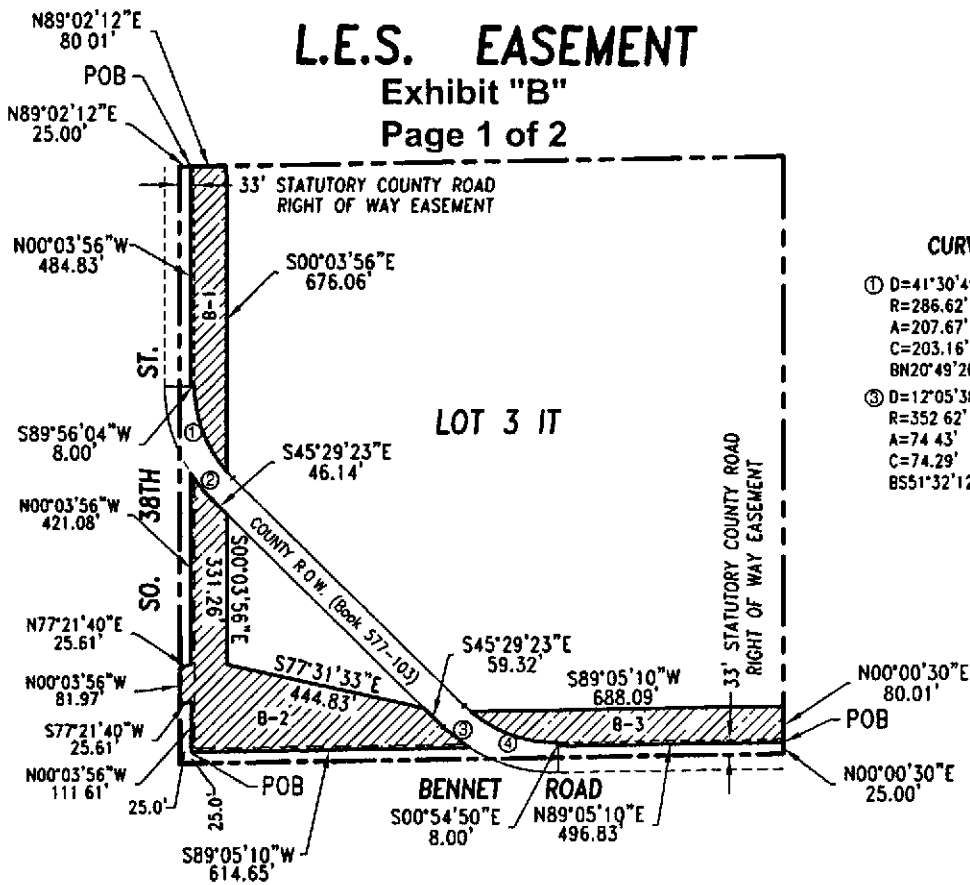 L.E.S. EASEMENT
Exhibit "B"
Page 1 of 2
N89°02'12"E
80 01'
POB
N89°02'12"E
25.00'
33' STATUTORY COUNTY ROAD
RIGHT OF WAY EASEMENT
N00°03'56"W
484.83'
S00°03'56"E
676.06'
B-1
ST.
38TH
SO.
LOT 3 IT
CURV
① D=41°30'4
R=286.62'
A=207.67'
C=203.16'
BN20°49'2
③ D=12°05'3
R=352 62'
A=74 43'
C=74.29'
BS51°32'12
S89°56'04"W
8.00'
①
②
S45°29'23"E
46.14'
COUNTY R.O.W. (Book 577-103)
33' STATUTORY COUNTY ROAD
RIGHT OF WAY EASEMENT
N00°03'56"W
421.08'
331.26'
S00°03'56"E
N77°21'40"E
25.61'
N00°03'56"W
81.97'
S77°21'40"W
25.61'
N00°03'56"W
111 61'
S77°31'33"E
444.83'
B-2
S45°29'23"E
59.32'
S89°05'10"W
688.09'
B-3
③
④
N00°00'30"E
80.01'
POB
N00°00'30"E
25.00'
25.0'
25.0'
POB
BENNET ROAD
S00°54'50"E
8.00'
N89°05'10"E
496.83'
S89°05'10"W
614.65'